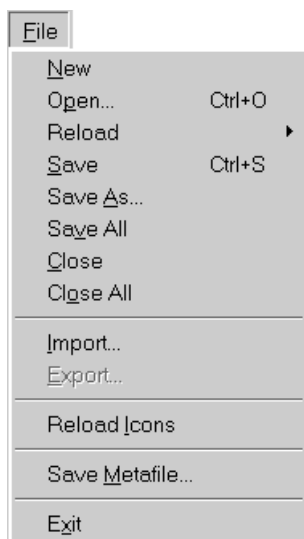 File
New
Open... Ctrl+O
Reload
Save Ctrl+S
Save As...
Save All
Close
Close All
Import...
Export...
Reload Icons
Save Metafile...
Exit